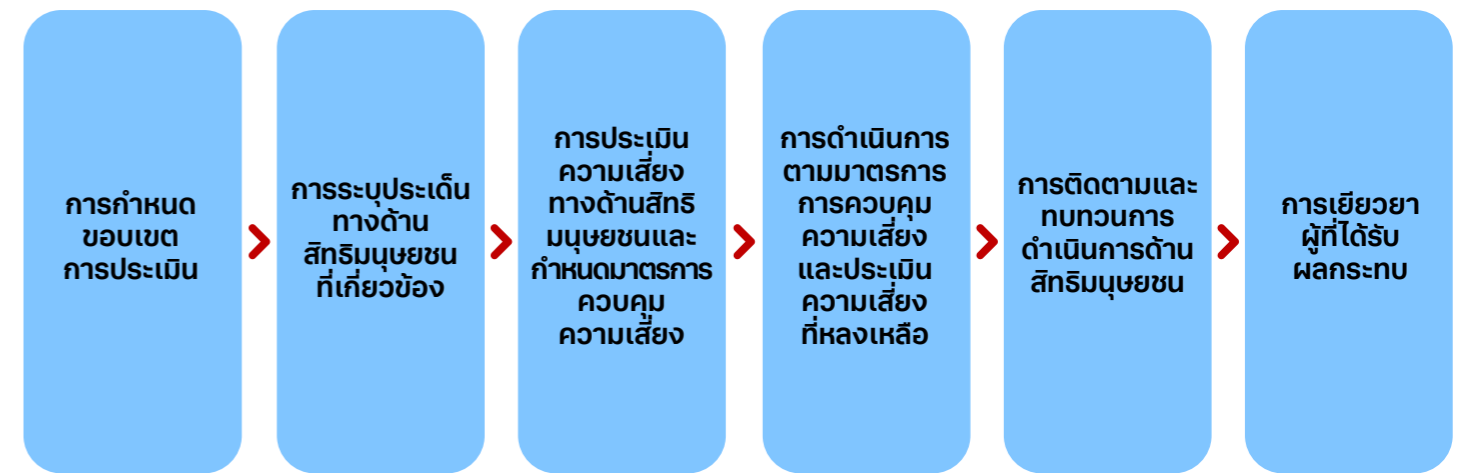 การกำหนด
ขอบเขต
การประเมิน
การระบุประเด็น
ทางด้าน
สิทธิมนุษยชน
ที่เกี่ยวข้อง
การประเมิน
ความเสี่ยง
ทางด้านสิทธิ
มนุษยชนและ
กำหนดมาตรการ
ควบคุม
ความเสี่ยง
การดำเนินการ
ตามมาตรการ
การควบคุม
ความเสี่ยง
และประเมิน
ความเสี่ยง
ที่หลงเหลือ
การติดตามและ
ทบทวนการ
ดำเนินการด้าน
สิทธิมนุษยชน
การเยียวยา
ผู้ที่ได้รับ
ผลกระทบ